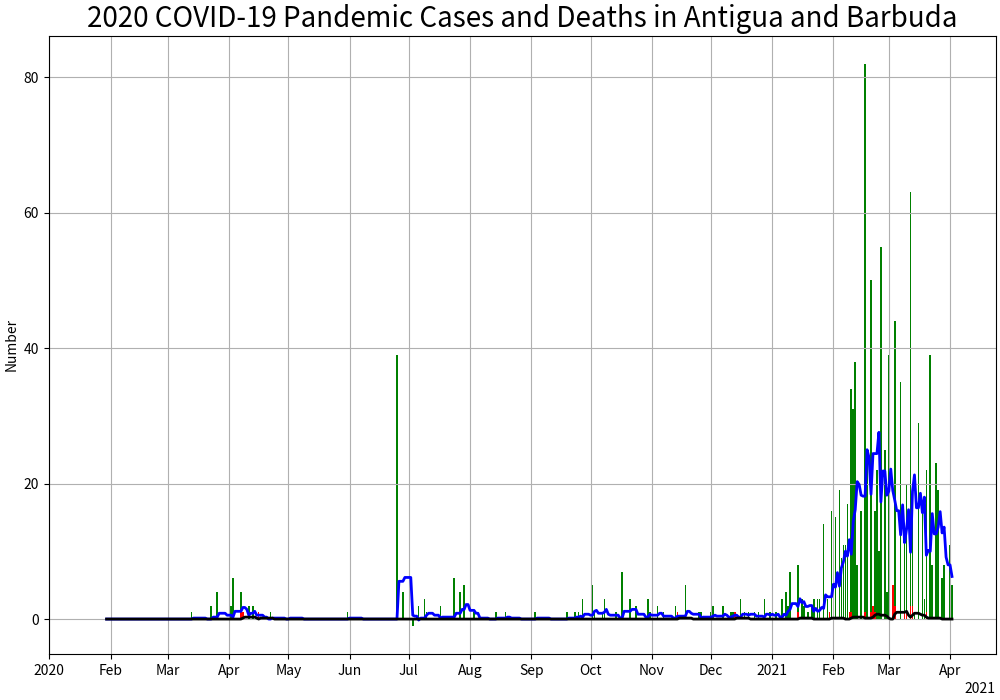 2020 COVID-19 Pandemic Cases and Deaths in Antigua and Barbuda
80
60
40
20
0
Number
2020 Feb Mar Apr May Jun Jul Aug Sep Oct Nov Dec 2021 Feb Mar Apr
2021